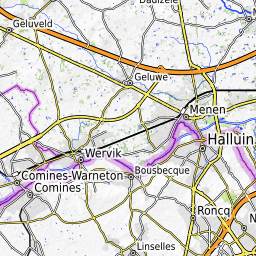 Dadizele
Geluveld
Geluwe
Menen
Halluin
Wervik
Bousbecque
Comines-Warneton
Comines
Roncq
Linselles